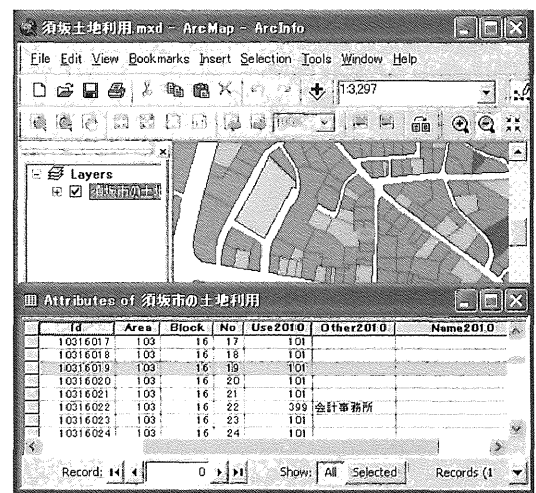 須坂土地利用.mxd - ArcMap - ArcInfo
File Edit View Bookmarks Insert Selection Tools Window Help
1:3,297
Layers
須坂市の土地
Attributes of 須坂市の土地利用
Id Area Block No Use2010 Other2010 Name2010
10316017 103 16 17 101
10316018 103 16 18 101
10316019 103 16 19 101
10316020 103 16 20 101
10316021 103 16 21 101
10316022 103 16 22 399 会計事務所
10316023 103 16 23 101
10316024 103 16 24 101
Record: 0 Show: All Selected Records (1